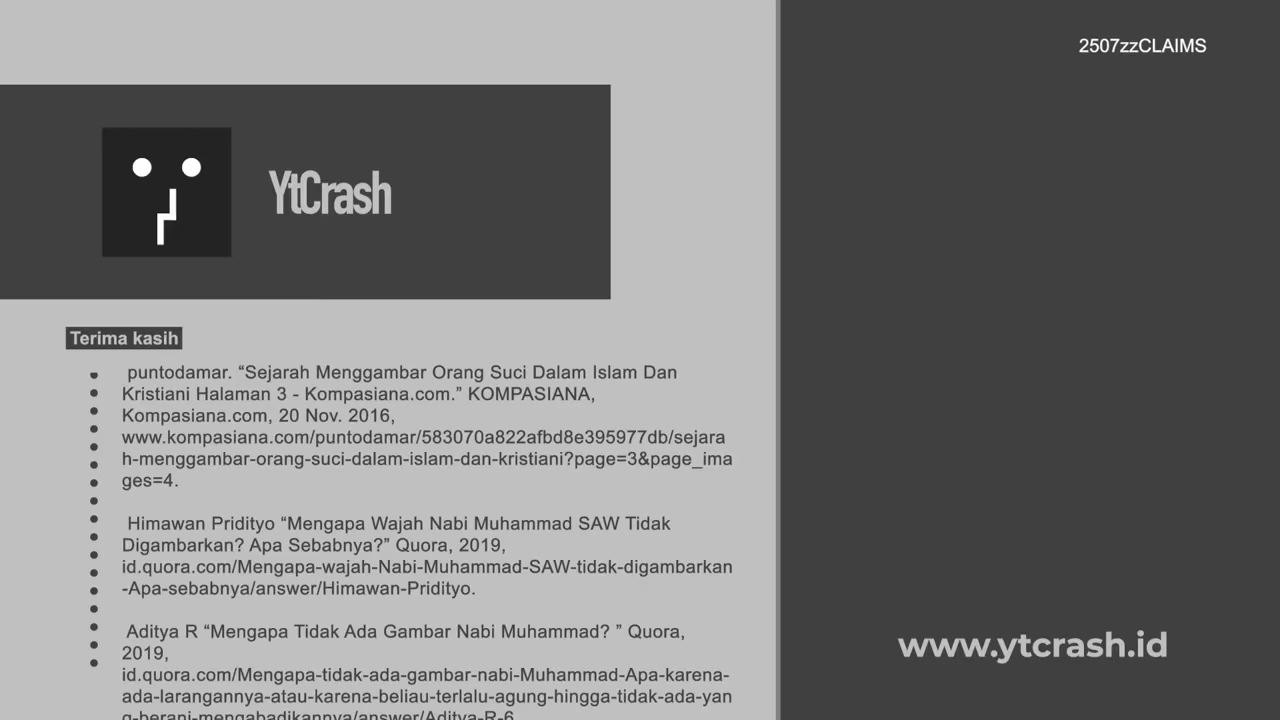 2507zzCLAIMS
YtCrash
Terima kasih
puntodamar. “Sejarah Menggambar Orang Suci Dalam Islam Dan
Kristiani Halaman 3 - Kompasiana.com.” KOMPASIANA,
Kompasiana.com, 20 Nov. 2016,
www.kompasiana.com/puntodamar/583070a822afbd8e395977db/sejara
h-menggambar-orang-suci-dalam-islam-dan-kristiani?page=3&page_ima
ges=4.
Himawan Pridityo “Mengapa Wajah Nabi Muhammad SAW Tidak
Digambarkan? Apa Sebabnya?” Quora, 2019,
id.quora.com/Mengapa-wajah-Nabi-Muhammad-SAW-tidak-digambarkan
-Apa-sebabnya/answer/Himawan-Pridityo.
Aditya R “Mengapa Tidak Ada Gambar Nabi Muhammad? ” Quora,
2019,
id.quora.com/Mengapa-tidak-ada-gambar-nabi-Muhammad-Apa-karena-
ada-larangannya-atau-karena-beliau-terlalu-agung-hingga-tidak-ada-yan
g-berani-mengabadikannya/answer/Aditya-R-6
www.ytcrash.id